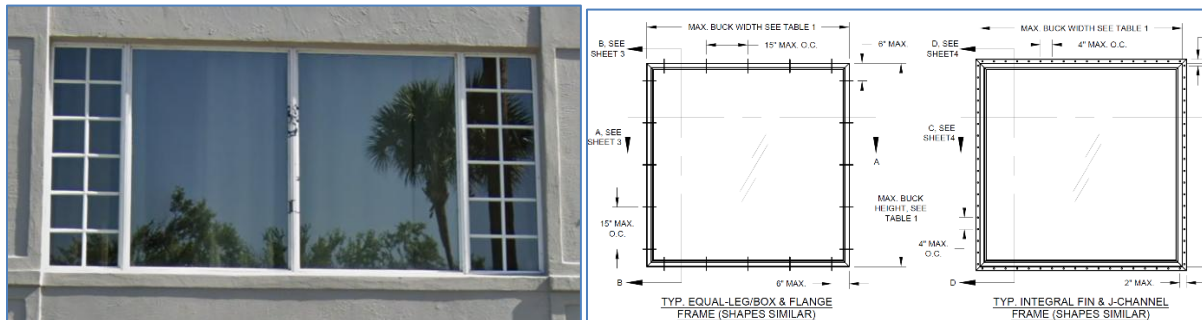 MAX. BUCK WIDTH SEE TABLE 1
B, SEE
SHEET 3
15" MAX. O.C.
6" MAX.
A, SEE
SHEET 3
A
MAX. BUCK
HEIGHT, SEE
TABLE 1
15" MAX.
O.C.
B
6" MAX.
TYP. EQUAL-LEG/BOX & FLANGE
FRAME (SHAPES SIMILAR)
MAX. BUCK WIDTH SEE TABLE 1
D, SEE
SHEET4
4" MAX. O.C.
C, SEE
SHEET4
4" MAX.
O.C.
D
2" MAX.
TYP. INTEGRAL FIN & J-CHANNEL
FRAME (SHAPES SIMILAR)